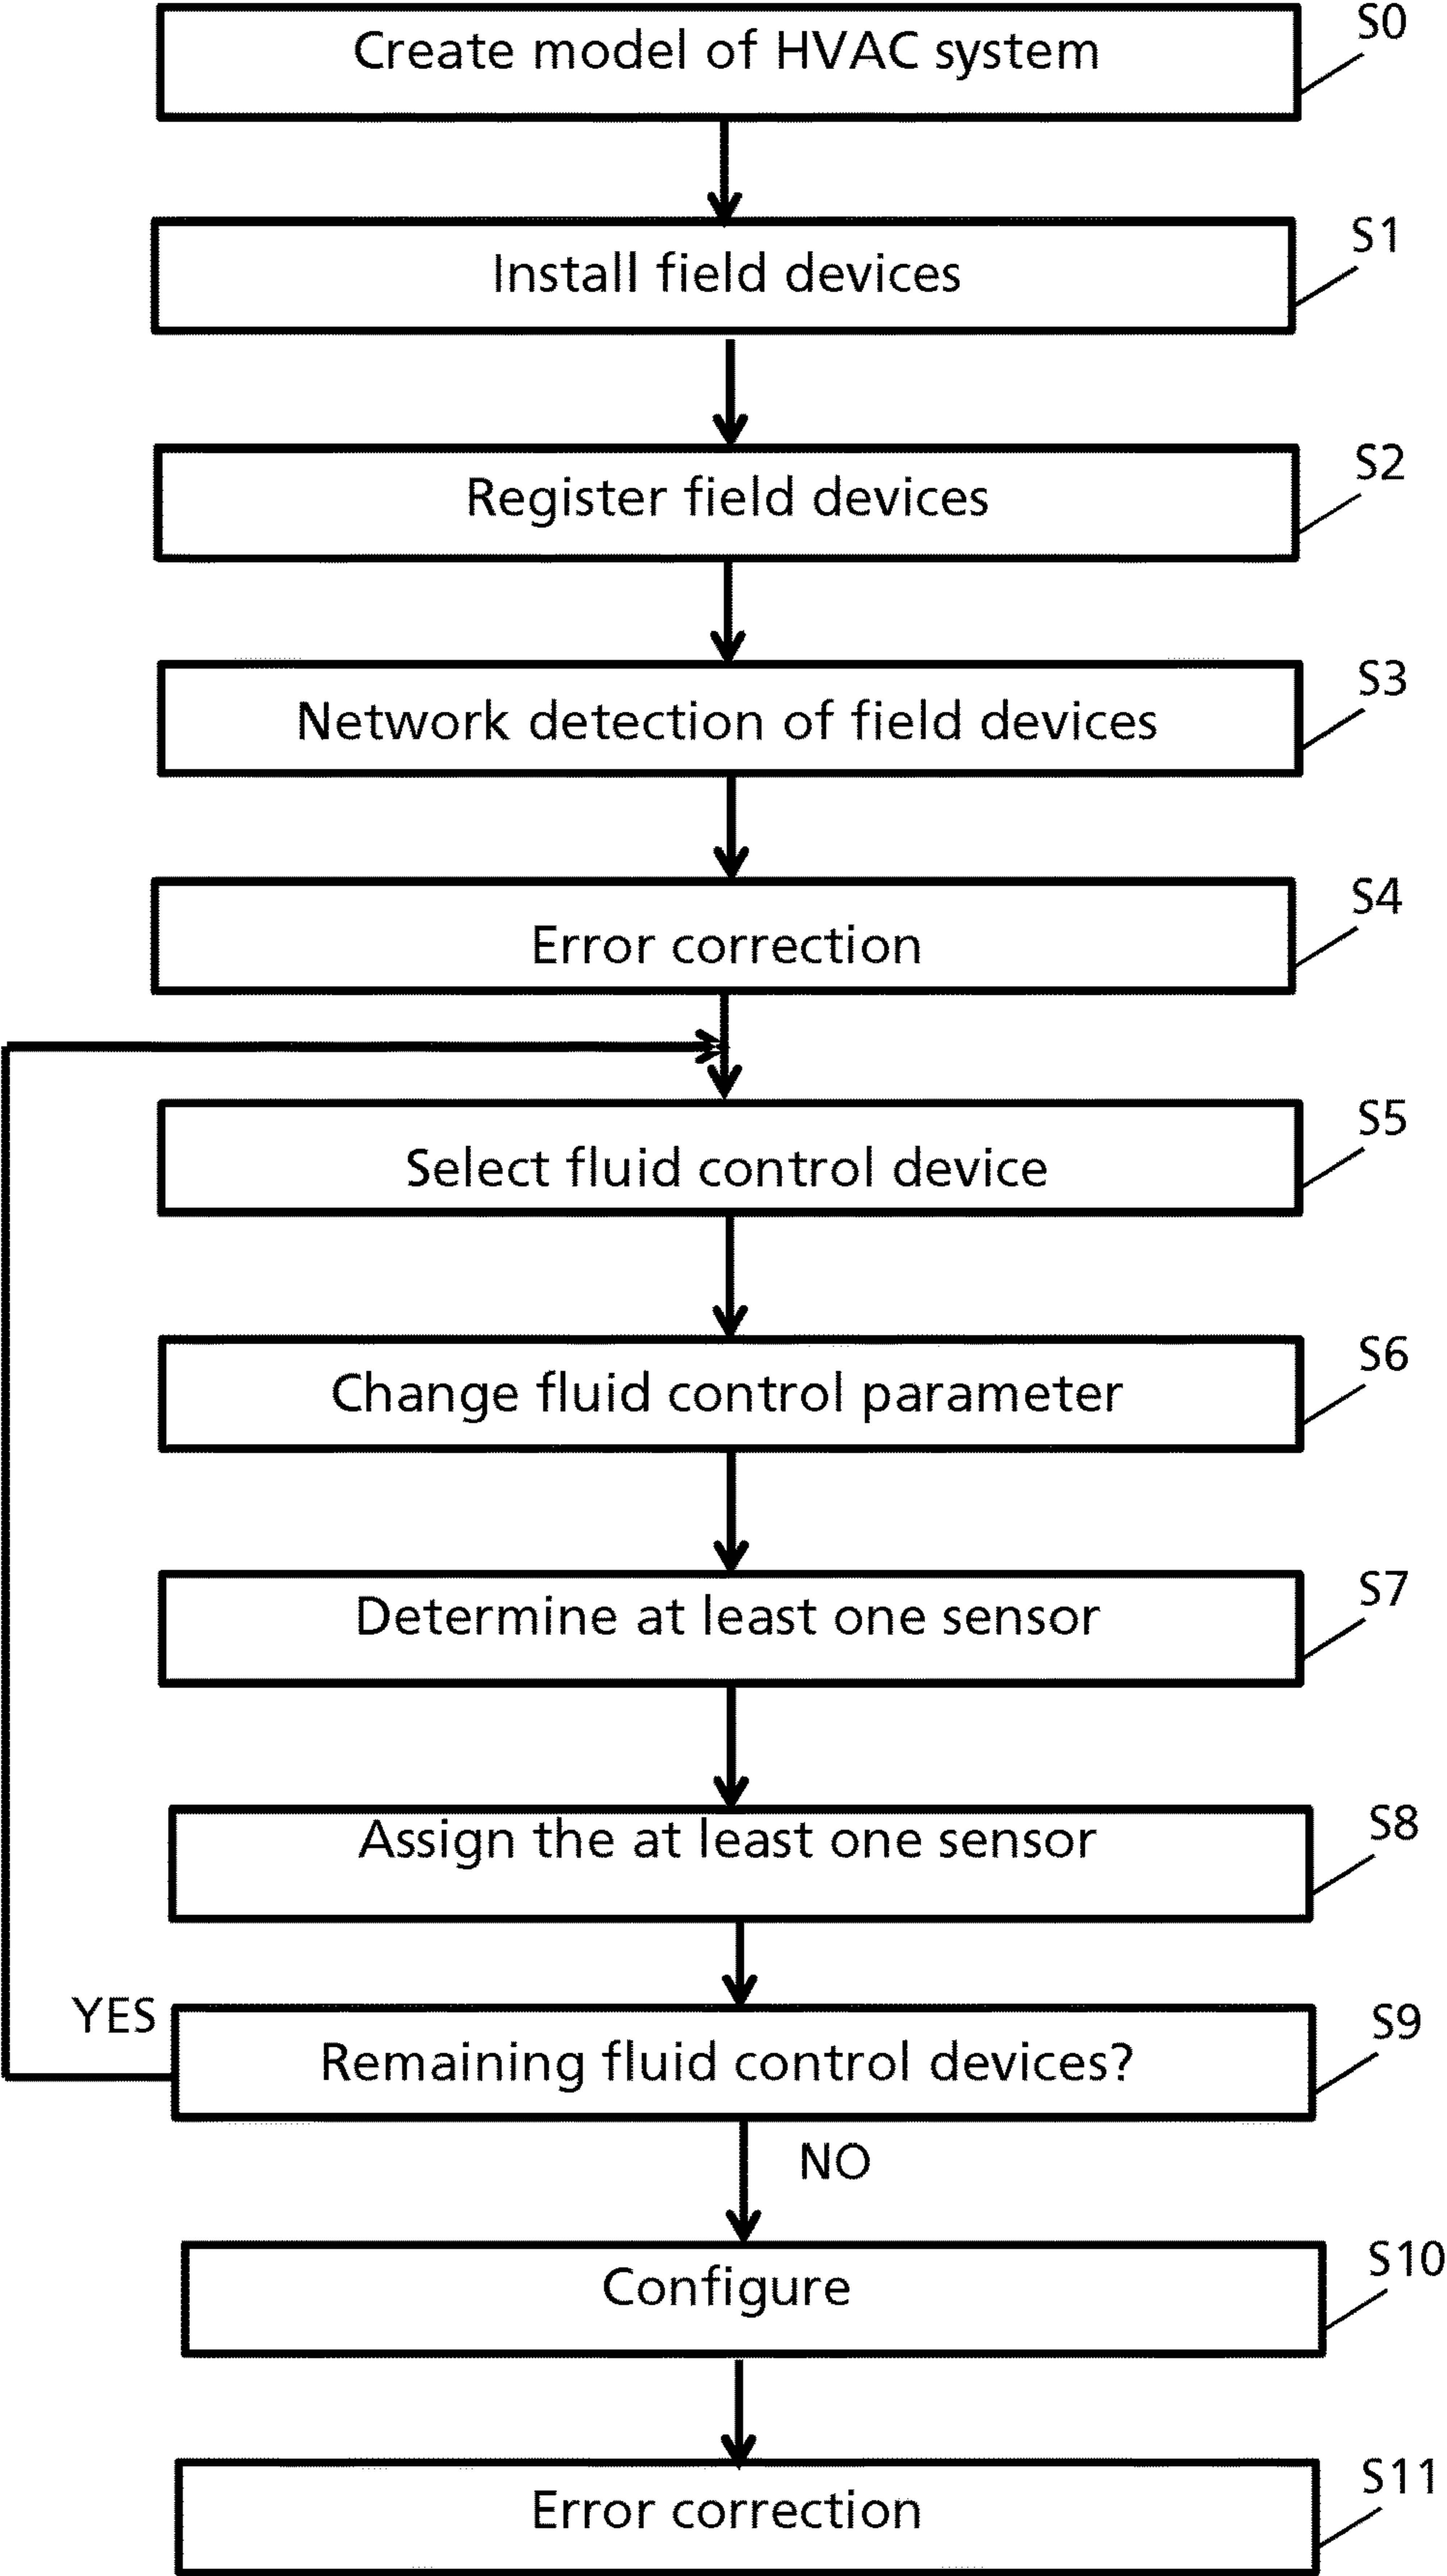 Create model of HVAC system
S0
Install field devices
S1
Register field devices
S2
Network detection of field devices
S3
Error correction
S4
Select fluid control device
S5
Change fluid control parameter
S6
Determine at least one sensor
S7
Assign the at least one sensor
S8
YES
Remaining fluid control devices?
S9
NO
Configure
S10
Error correction
S11